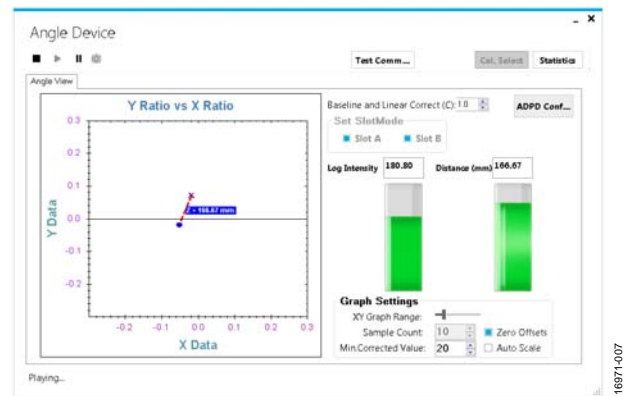 Angle Device
Test Comm...
Cal. Select
Statistics
Angle View
Y Ratio vs X Ratio
Y Data
0.3
0.2
0.1
0.0
-0.1
-0.2
Z = 166.67 mm
-0.2 -0.1 0.0 0.1 0.2 0.3
X Data
Baseline and Linear Correct (C): 1.0
ADPD Conf...
Set SlotMode
Slot A Slot B
Log Intensity 180.80 Distance (mm) 166.67
Graph Settings
XY Graph Range:
Sample Count: 10 Zero Offsets
Min.Corrected Value: 20 Auto Scale
Playing...
16971-007